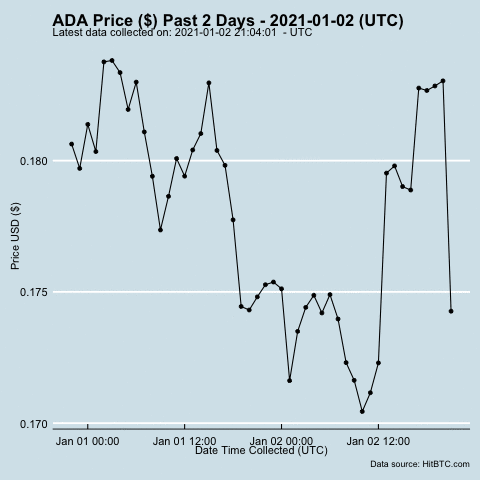 ADA Price ($) Past 2 Days - 2021-01-02 (UTC)
Latest data collected on: 2021-01-02 21:04:01  - UTC
0.180
0.175
0.170
Price USD ($)
Jan 01 00:00 Jan 01 12:00 Jan 02 00:00 Jan 02 12:00
Date Time Collected (UTC)
Data source: HitBTC.com